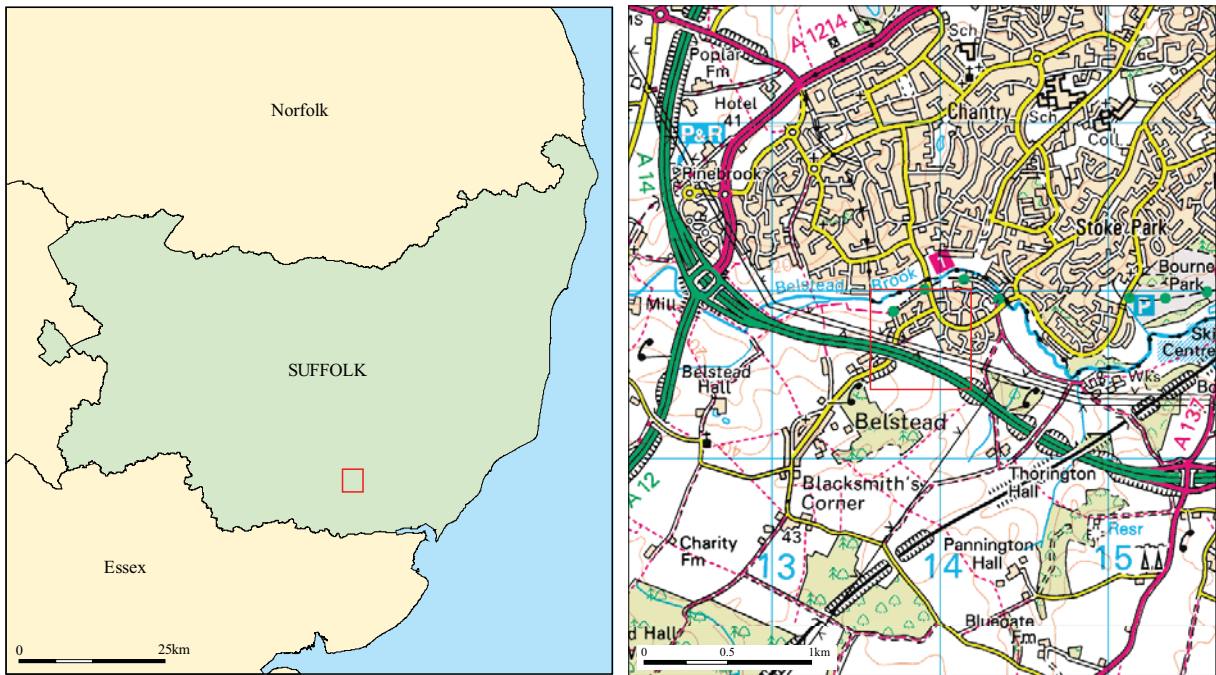 Norfolk
SUFFOLK
Essex
0
25km
A 1214
Sch
Poplar
Fm
Hotel
41
P&R
Chantry
Sch
Coll
A 14
Pinebrook
Stoke Park
Bourne
Park
Belstead Brook
i
P
Mill
Ski
Centre
Belstead
Hall
Wks
Belstead
A 137
A 12
Blacksmith's
Corner
Thorington
Hall
Resr
43
Charity
Fm
13
14
15
Pannington
Hall
Bluegate
Fm
d Hall
0
0.5
1km